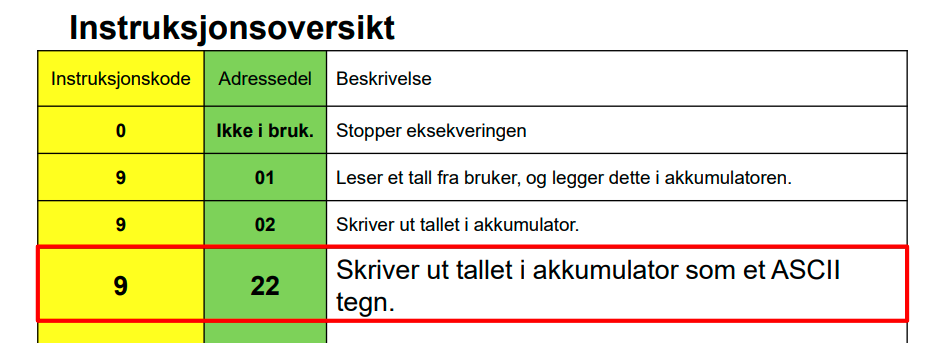 Instruksjonsoversikt
Instruksjonskode Adressedel Beskrivelse
0 Ikke i bruk. Stopper eksekveringen
9 01 Leser et tall fra bruker, og legger dette i akkumulatoren.
9 02 Skriver ut tallet i akkumulator.
9 22 Skriver ut tallet i akkumulator som et ASCII
tegn.